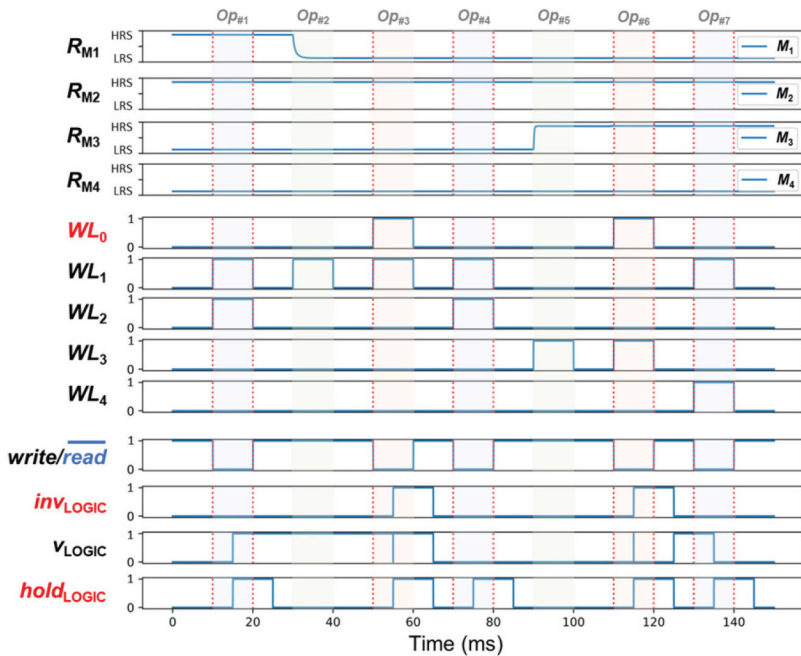 Op#1 Op#2 Op#3 Op#4 Op#5 Op#6 Op#7
RM1 HRS LRS M1
RM2 HRS LRS M2
RM3 HRS LRS M3
RM4 HRS LRS M4
WL0 1 0
WL1 1 0
WL2 1 0
WL3 1 0
WL4 1 0
write/read 1 0
invLOGIC 1 0
vLOGIC 1 0
holdLOGIC 1 0
0 20 40 60 80 100 120 140
Time (ms)